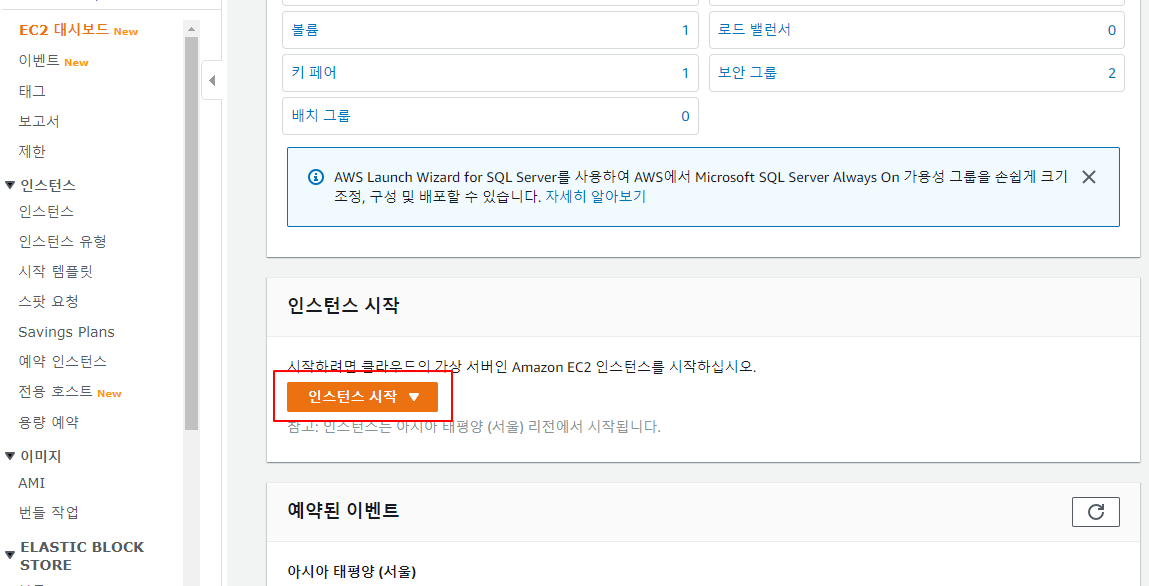 EC2 대시보드 New
이벤트 New
태그
보고서
제한
인스턴스
인스턴스
인스턴스 유형
시작 템플릿
스팟 요청
Savings Plans
예약 인스턴스
전용 호스트 New
용량 예약
이미지
AMI
번들 작업
ELASTIC BLOCK
STORE
볼륨 1
로드 밸런서 0
키 페어 1
보안 그룹 2
배치 그룹 0
AWS Launch Wizard for SQL Server를 사용하여 AWS에서 Microsoft SQL Server Always On 가용성 그룹을 손쉽게 크기
조정, 구성 및 배포할 수 있습니다. 자세히 알아보기
인스턴스 시작
시작하려면 클라우드의 가상 서버인 Amazon EC2 인스턴스를 시작하십시오.
인스턴스 시작
참고: 인스턴스는 아시아 태평양 (서울) 리전에서 시작됩니다.
예약된 이벤트
아시아 태평양 (서울)